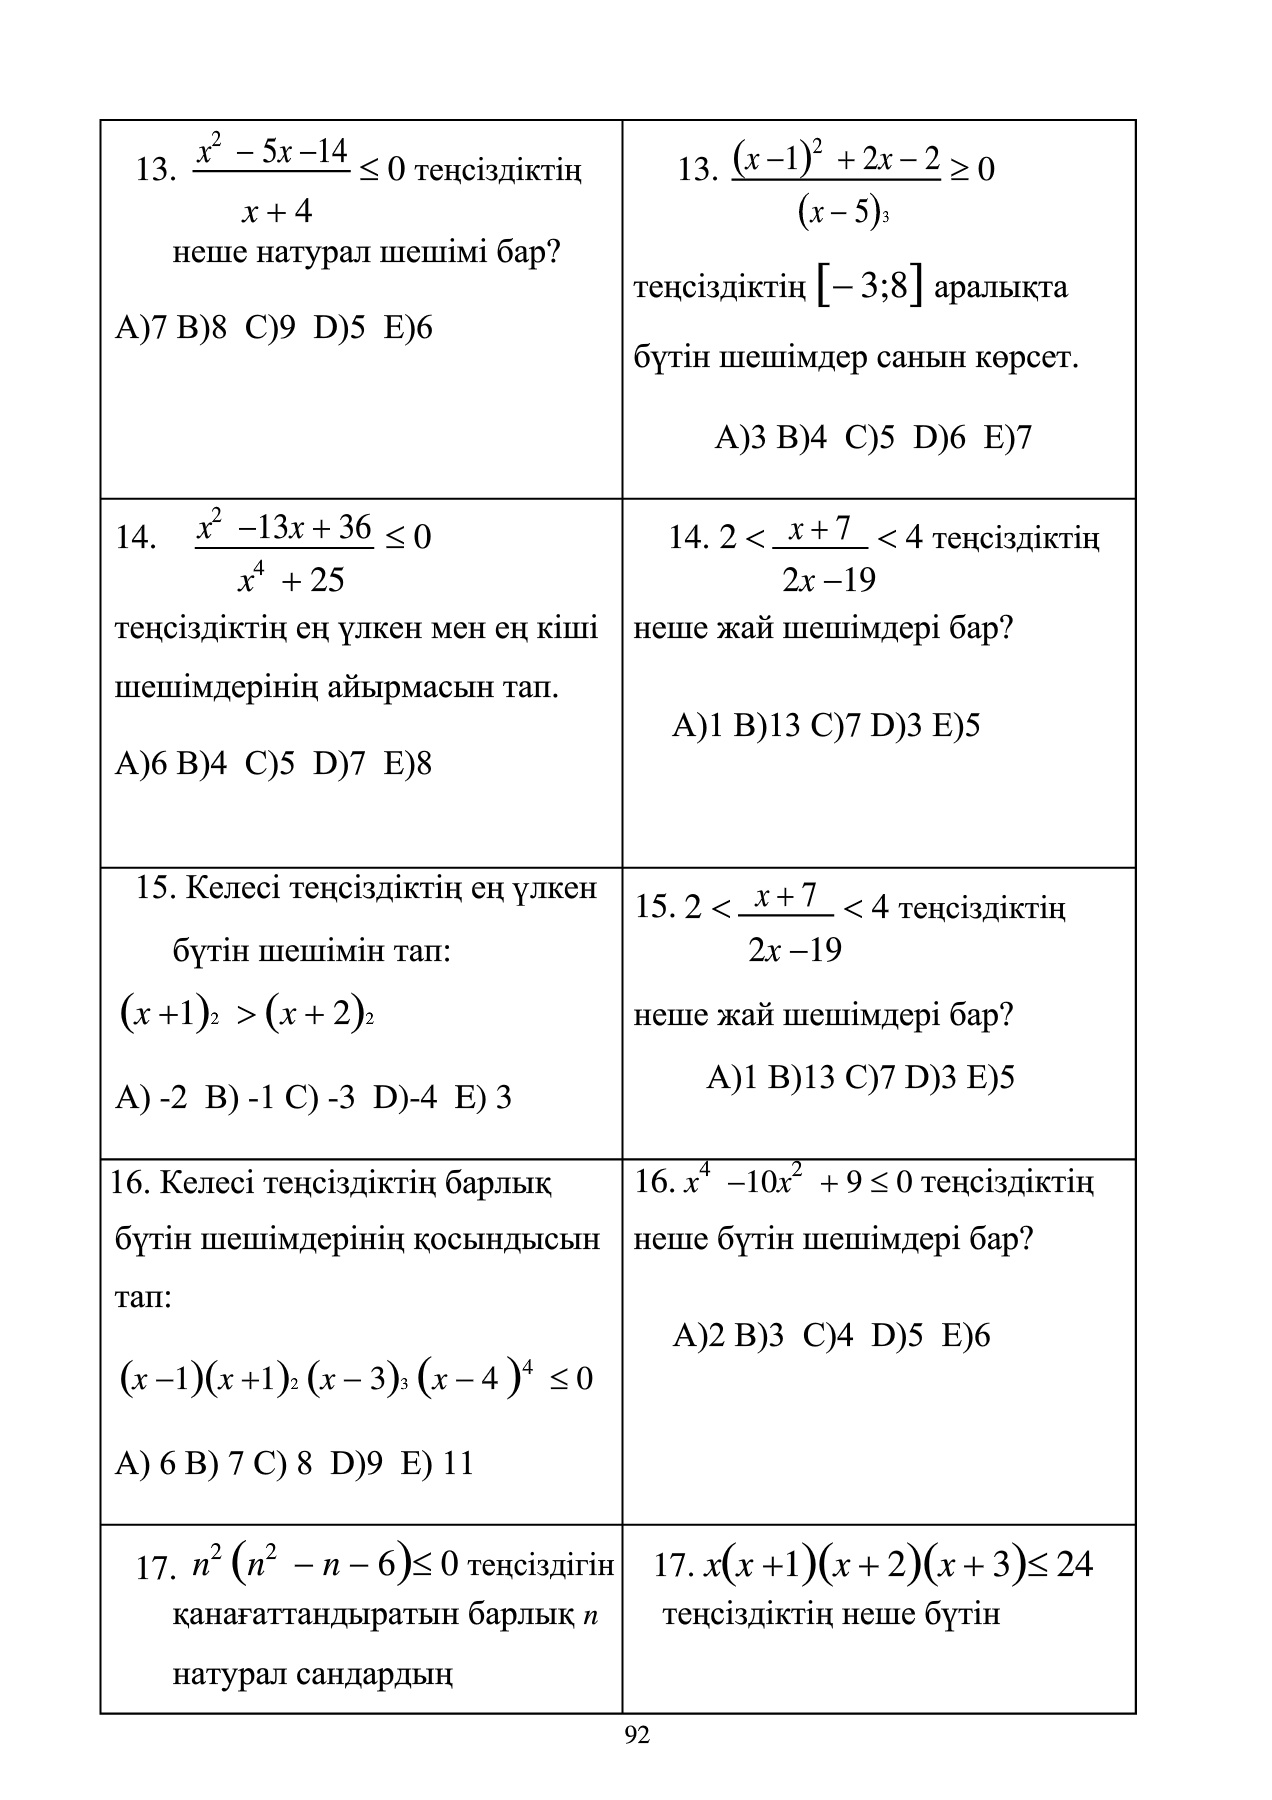 13. x² − 5x −14 / x + 4 ≤ 0 теңсіздіктің
неше натурал шешімі бар?
A)7 B)8 C)9 D)5 E)6
13. (x −1)² + 2x − 2 / (x − 5)₃ ≥ 0
теңсіздіктің [− 3;8] аралықта
бүтін шешімдер санын көрсет.
A)3 B)4 C)5 D)6 E)7
14. x² −13x + 36 / x⁴ + 25 ≤ 0
теңсіздіктің ең үлкен мен ең кіші
шешімдерінің айырмасын тап.
A)6 B)4 C)5 D)7 E)8
14. 2 < x + 7 / 2x −19 < 4 теңсіздіктің
неше жай шешімдері бар?
A)1 B)13 C)7 D)3 E)5
15. Келесі теңсіздіктің ең үлкен
бүтін шешімін тап:
(x +1)₂ > (x + 2)₂
A) -2 B) -1 C) -3 D)-4 E) 3
15. 2 < x + 7 / 2x −19 < 4 теңсіздіктің
неше жай шешімдері бар?
A)1 B)13 C)7 D)3 E)5
16. Келесі теңсіздіктің барлық
бүтін шешімдерінің қосындысын
тап:
(x −1)(x +1)₂ (x − 3)₃ (x − 4 )⁴ ≤ 0
A) 6 B) 7 C) 8 D)9 E) 11
16. x⁴ −10x² + 9 ≤ 0 теңсіздіктің
неше бүтін шешімдері бар?
A)2 B)3 C)4 D)5 E)6
17. n² (n² − n − 6)≤ 0 теңсіздігін
қанағаттандыратын барлық n
натурал сандардың
17. x(x +1)(x + 2)(x + 3)≤ 24
теңсіздіктің неше бүтін
92